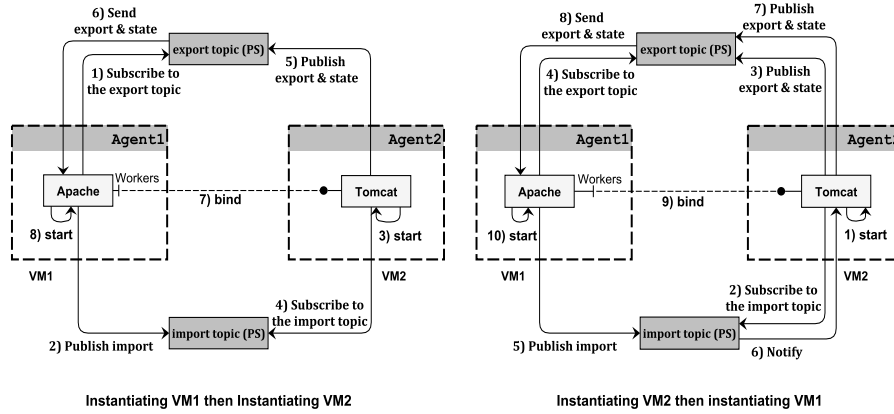 6) Send
export & state
export topic (PS)
1) Subscribe to
the export topic
5) Publish
export & state
Agent1
Agent2
Workers
Apache
Tomcat
7) bind
8) start
3) start
VM1
VM2
4) Subscribe to
the import topic
import topic (PS)
2) Publish import
Instantiating VM1 then Instantiating VM2
7) Publish
export & state
8) Send
export & state
export topic (PS)
4) Subscribe to
the export topic
3) Publish
export & state
Agent1
Agent
Workers
Apache
Tomcat
9) bind
10) start
1) start
VM1
VM2
2) Subscribe to
the import topic
import topic (PS)
5) Publish import
6) Notify
Instantiating VM2 then instantiating VM1